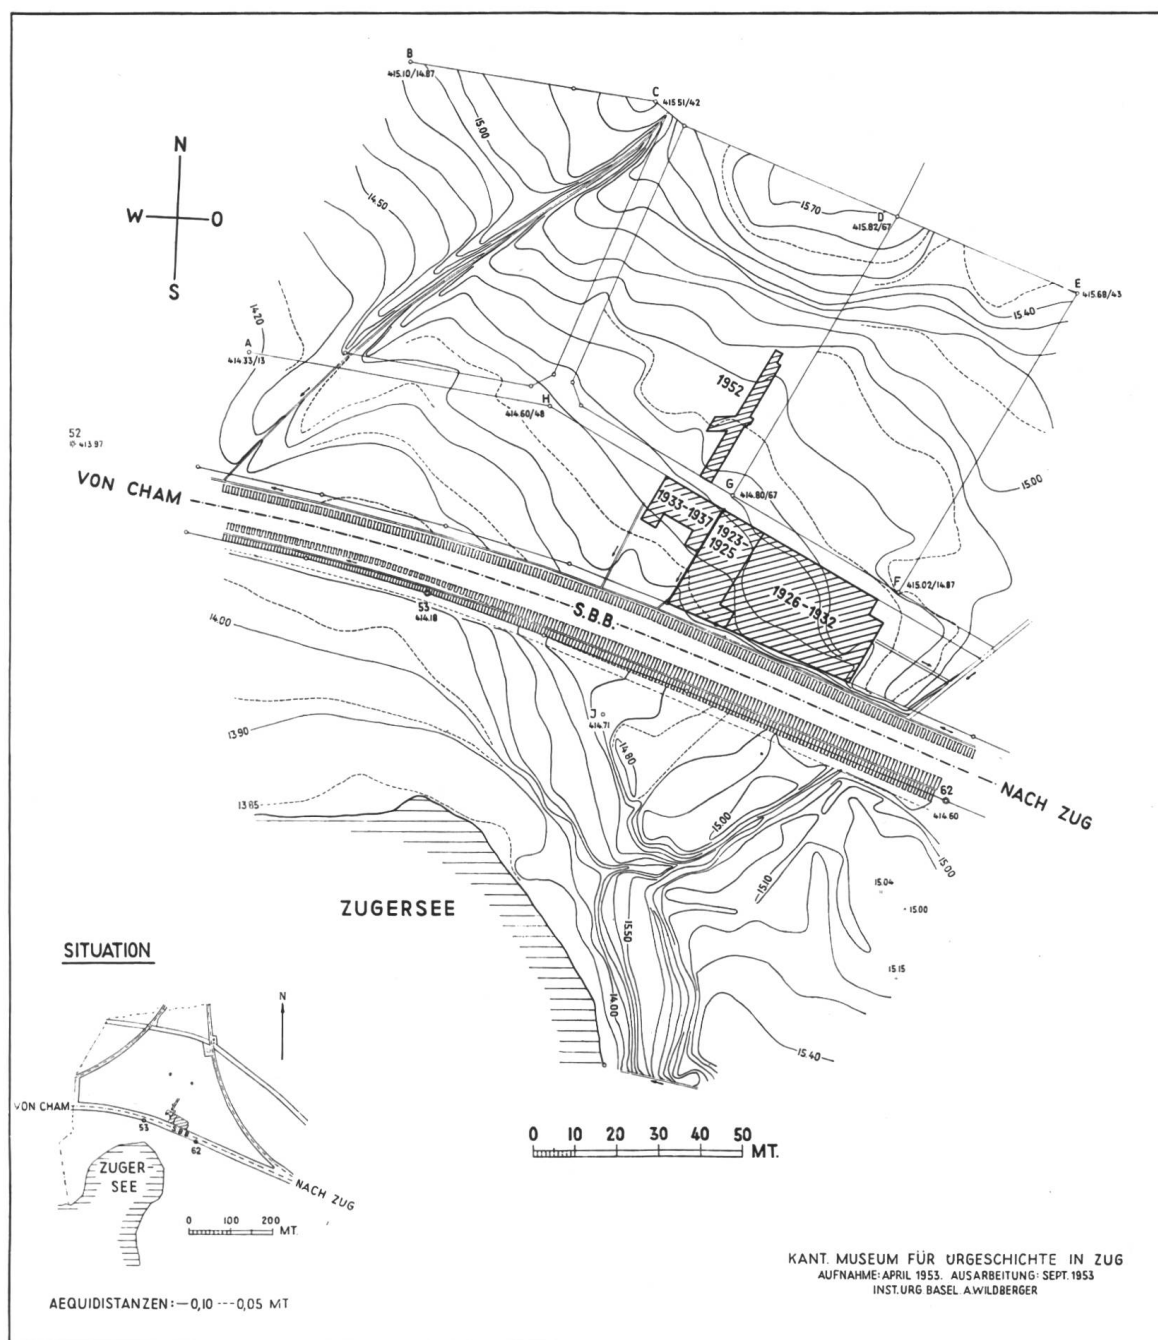 B
415.10/14.87
C
415 51/42
15.00
N
W
O
S
14.50
15.70
D
415.82/67
E
415.68/43
15.40
14.20
A
414.33/13
1952
H
414.60/48
52
413.97
VON CHAM
15.00
G
414.80/67
1933-1937
1923-
1925
F
415.02/14.87
1926-1932
S.B.B.
53
414.18
14.00
J
414.71
14.80
13.90
13.85
62
414.60
NACH ZUG
15.00
15.00
15.10
15.04
15.00
15.15
15.50
14.00
15.40
ZUGERSEE
SITUATION
N
VON CHAM
53
62
ZUGER-
SEE
NACH ZUG
0 100 200
MT.
0 10 20 30 40 50
MT.
KANT. MUSEUM FÜR URGESCHICHTE IN ZUG
AUFNAHME: APRIL 1953. AUSARBEITUNG: SEPT. 1953
INST. URG BASEL. A.WILDBERGER
AEQUIDISTANZEN: — 0,10 --- 0,05 MT